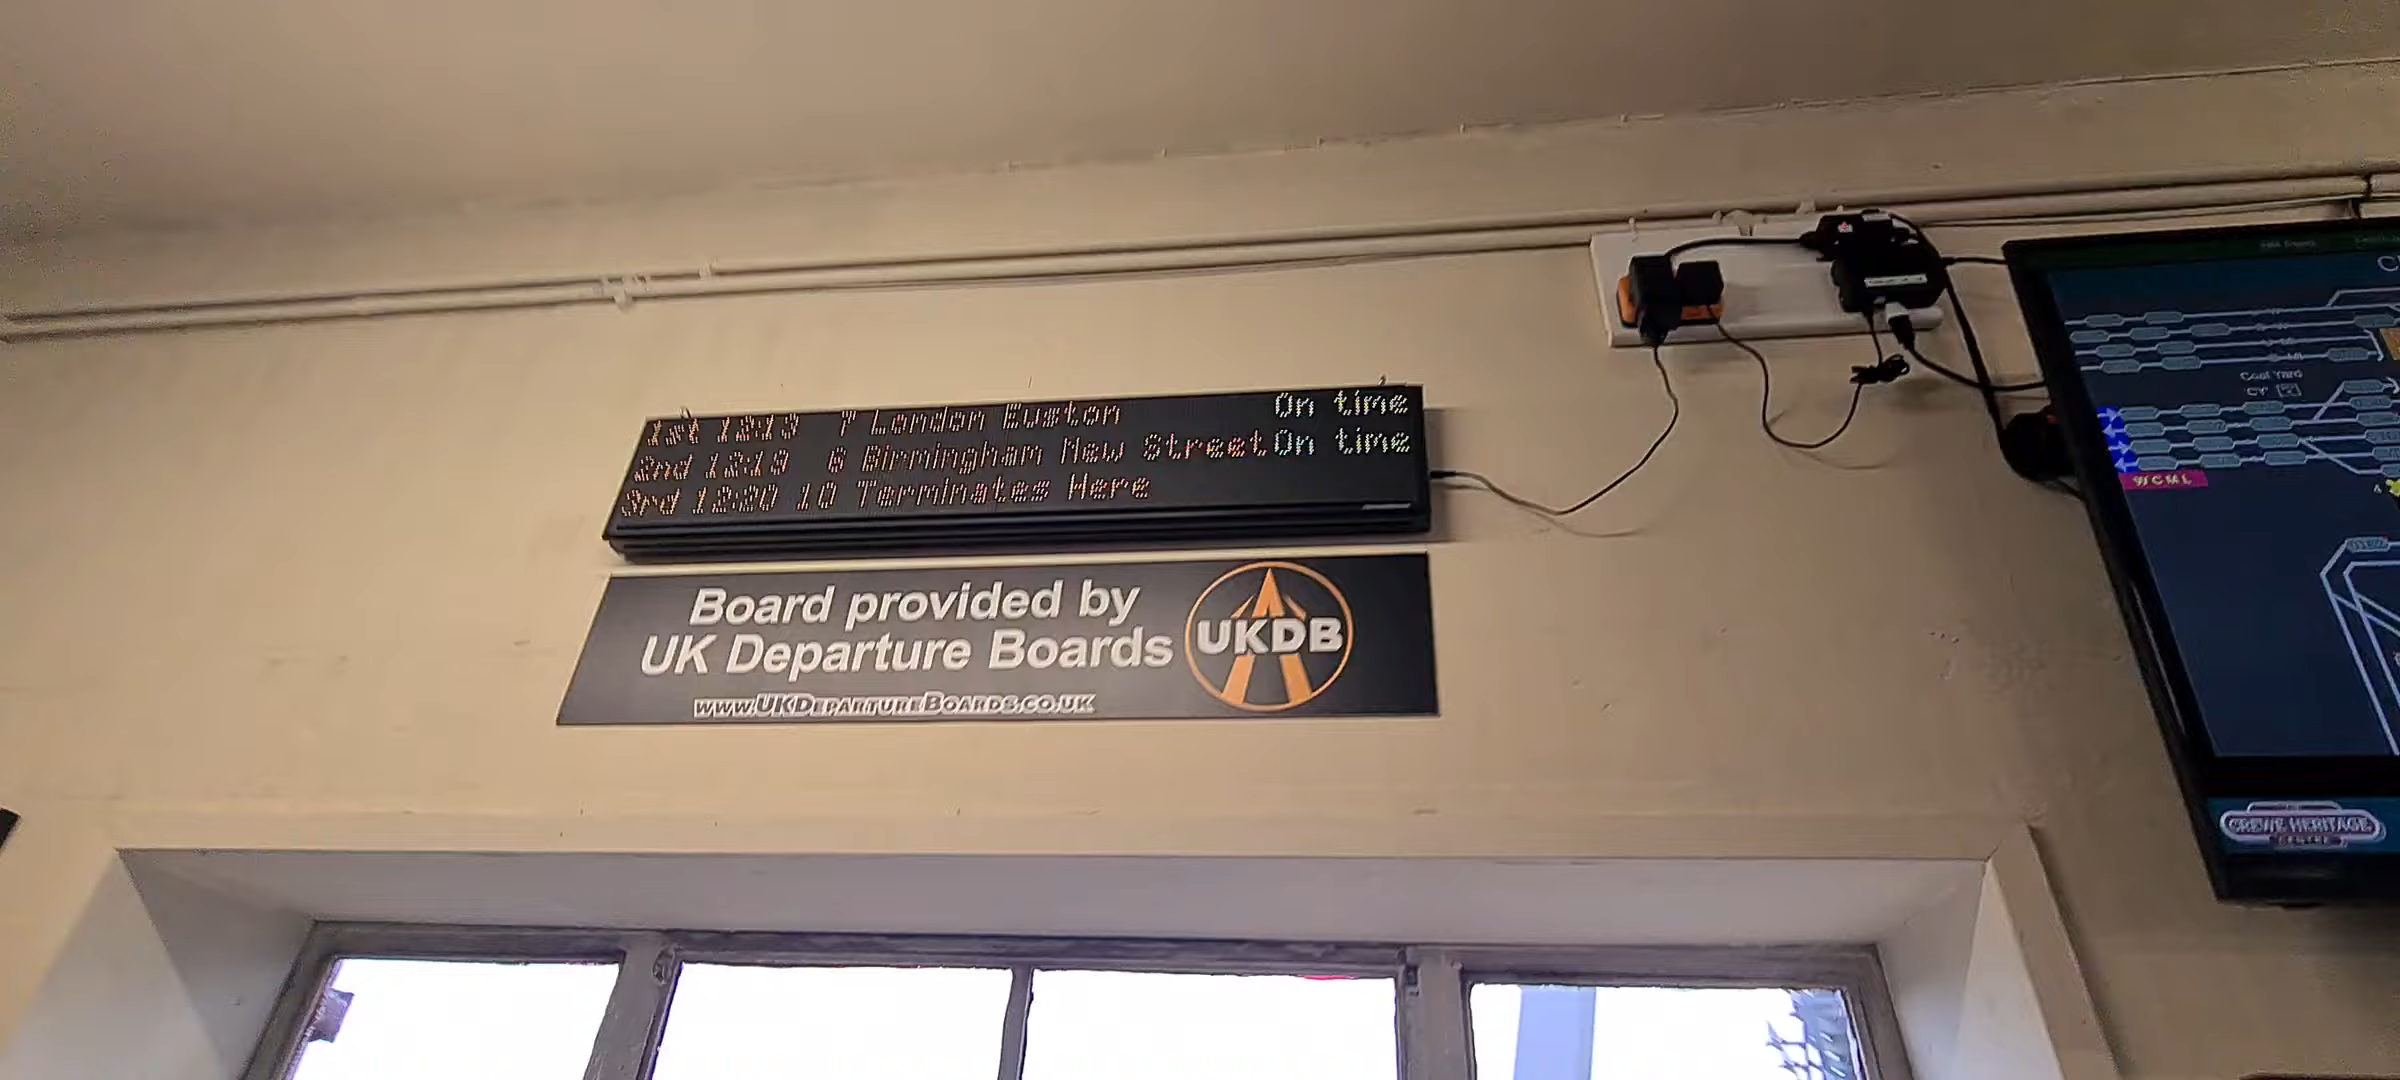 1st 12:13 7 London Euston On time
2nd 12:19 6 Birmingham New Street On time
3rd 12:20 10 Terminates Here
Board provided by
UK Departure Boards
www.UKDepartureBoards.co.uk
UKDB
Coal Yard
CY
WCML
CREWE HERITAGE
CENTRE